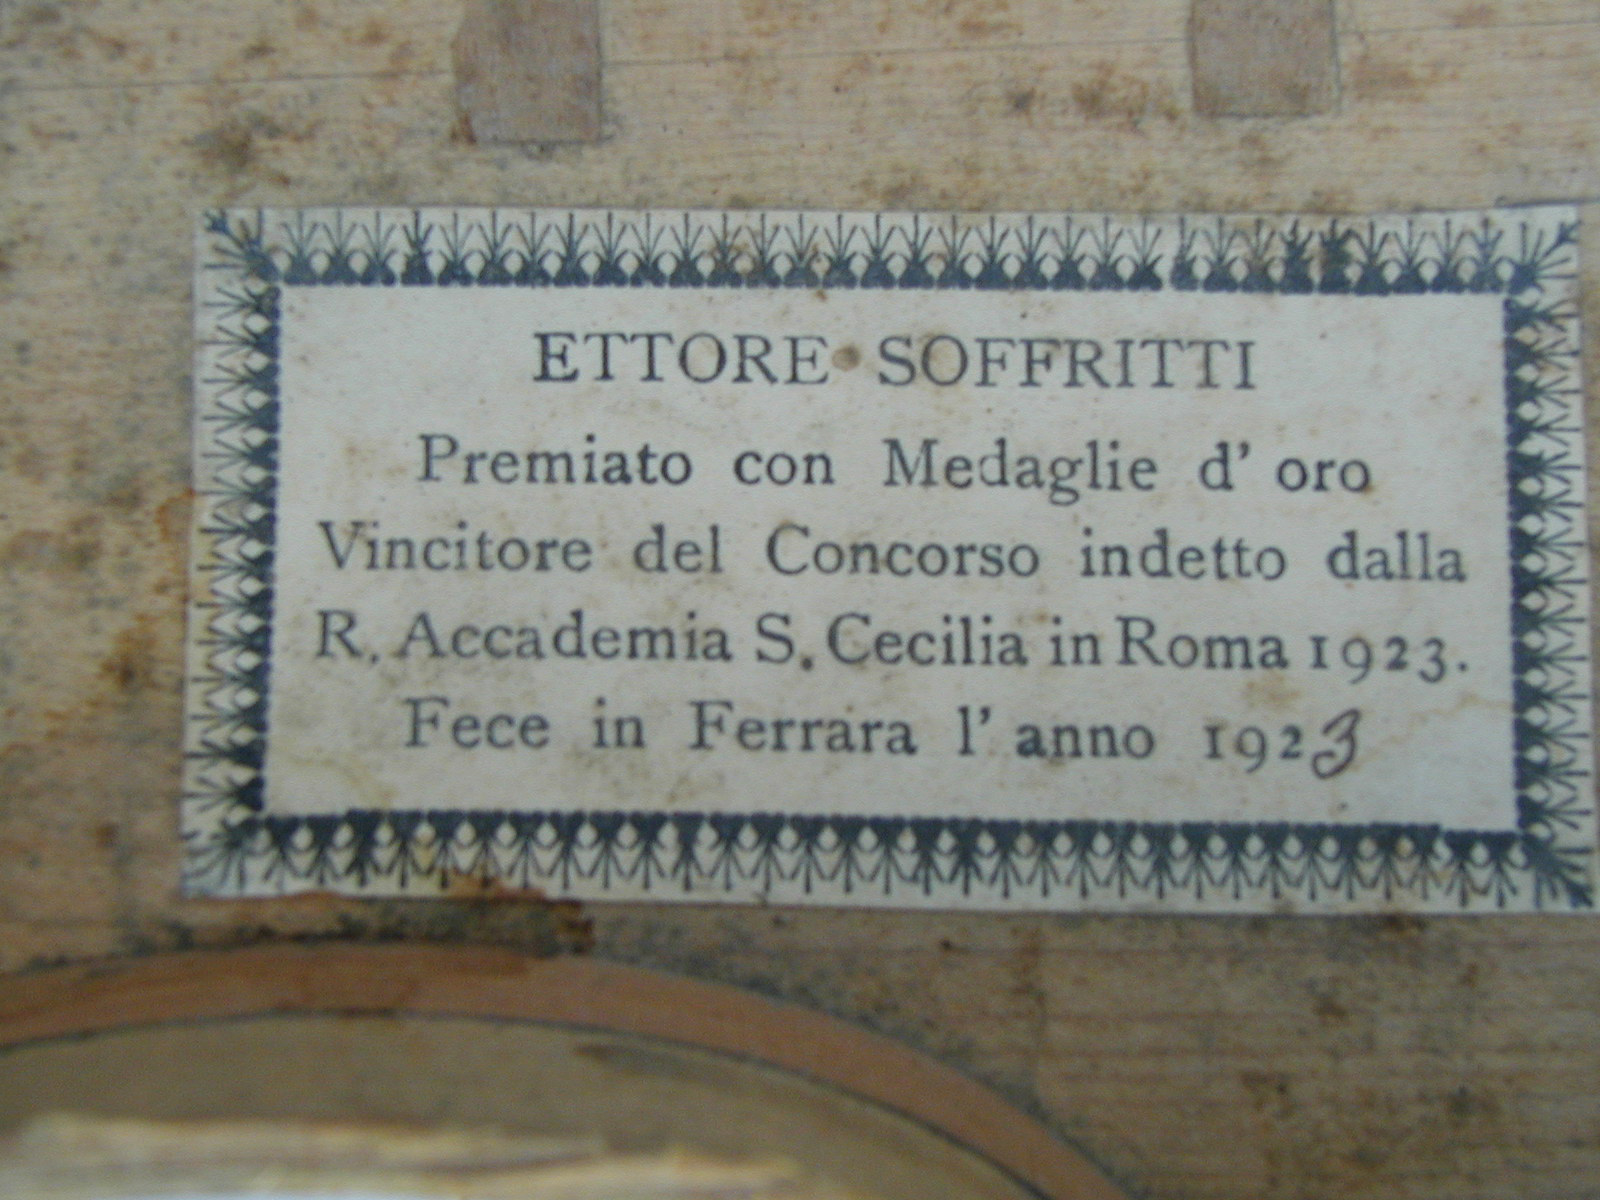 ETTORE SOFFRITTI
Premiato con Medaglie d' oro
Vincitore del Concorso indetto dalla
R. Accademia S. Cecilia in Roma 1923.
Fece in Ferrara l' anno 1923